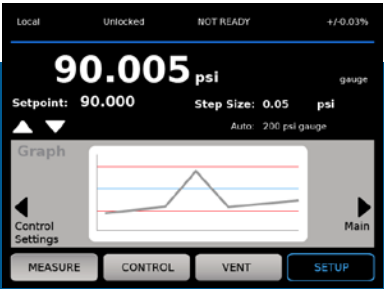 Local Unlocked NOT READY +/-0.03%
90.005 psi gauge
Setpoint: 90.000 Step Size: 0.05 psi
Auto: 200 psi gauge
Graph
Control Main
Settings
MEASURE CONTROL VENT SETUP